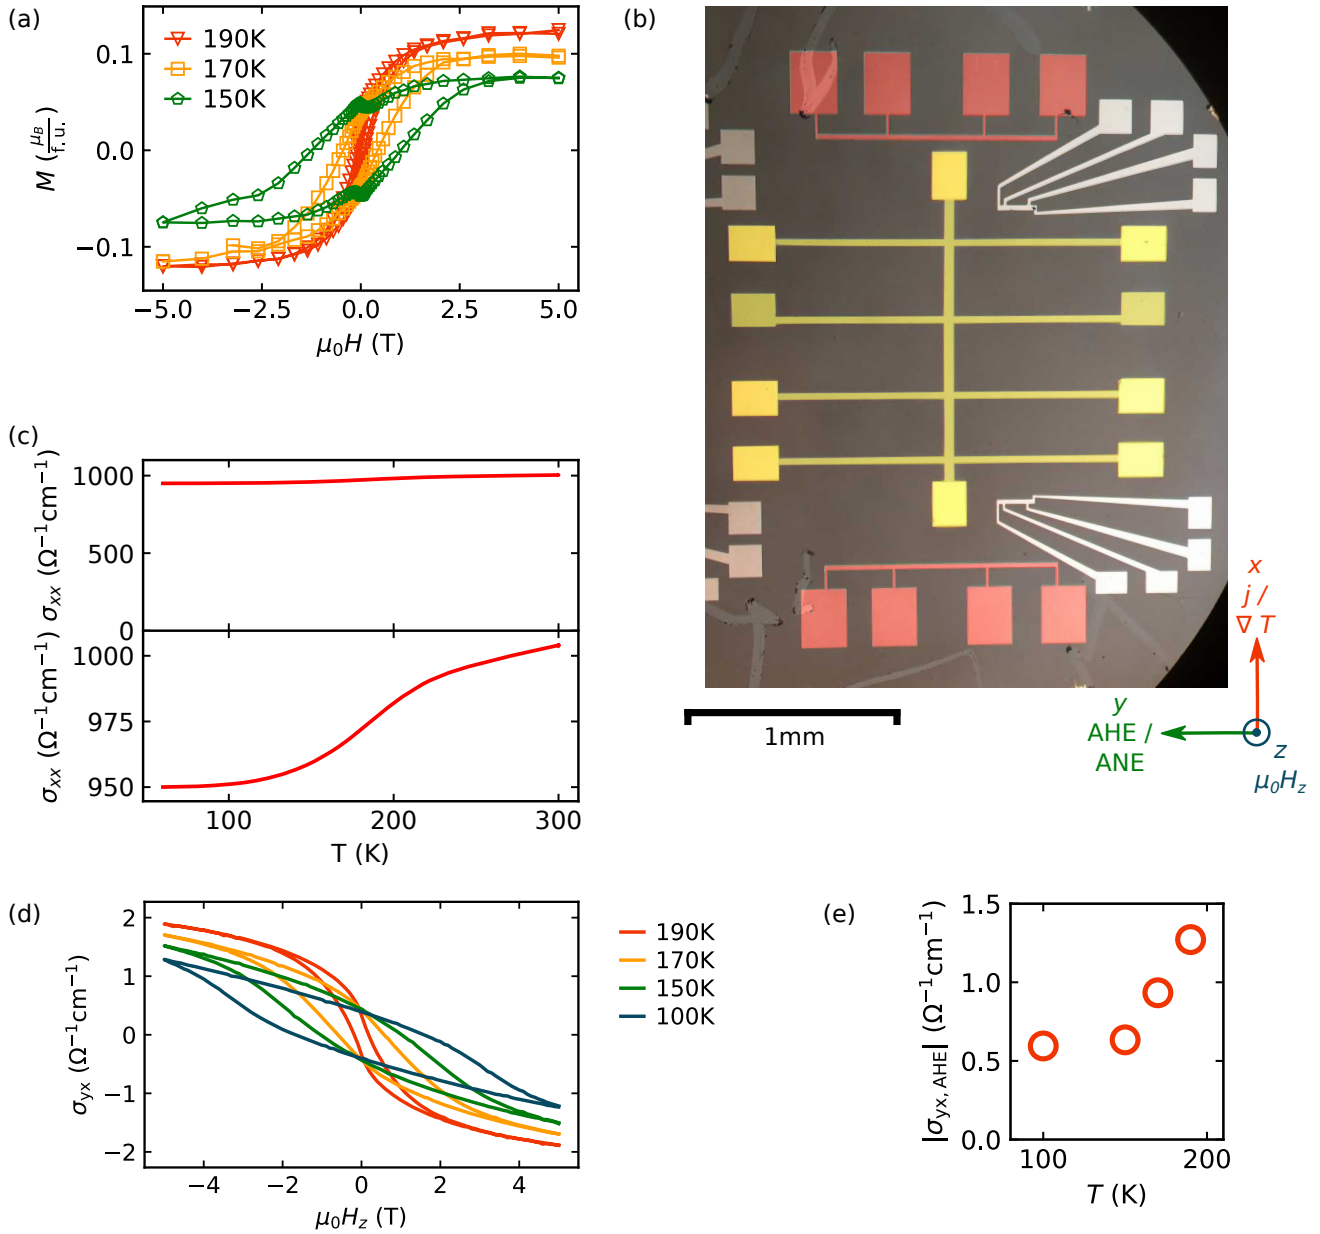 (a)
0.1
0.0
−0.1
M (μB/f.u.)
190K
170K
150K
−5.0 −2.5 0.0 2.5 5.0
μ0H (T)
(b)
1mm
x
j /
∇ T
y
AHE /
ANE
z
μ0Hz
(c)
1000
500
0
σxx (Ω−1cm−1)
1000
975
950
σxx (Ω−1cm−1)
100 200 300
T (K)
(d)
2
1
0
−1
−2
σyx (Ω−1cm−1)
−4 −2 0 2 4
μ0Hz (T)
190K
170K
150K
100K
(e)
1.5
1.0
0.5
0.0
|σyx, AHE| (Ω−1cm−1)
100 200
T (K)